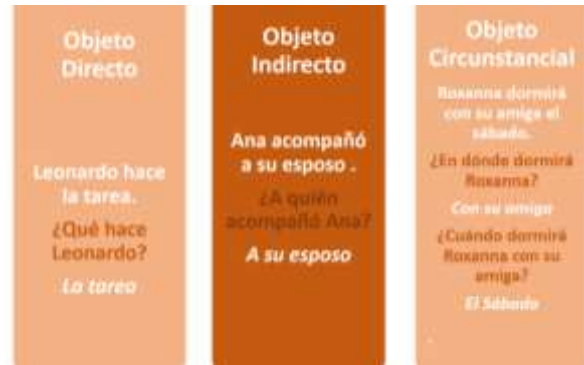 Objeto
Directo
Leonardo hace
la tarea.
¿Qué hace
Leonardo?
La tarea
Objeto
Indirecto
Ana acompañó
a su esposo .
¿A quién
acompañó Ana?
A su esposo
Objeto
Circunstancial
Roxanna dormirá
con su amiga el
sábado.
¿En dónde dormirá
Roxanna?
Con su amiga
¿Cuándo dormirá
Roxanna con su
amiga?
El Sábado
.